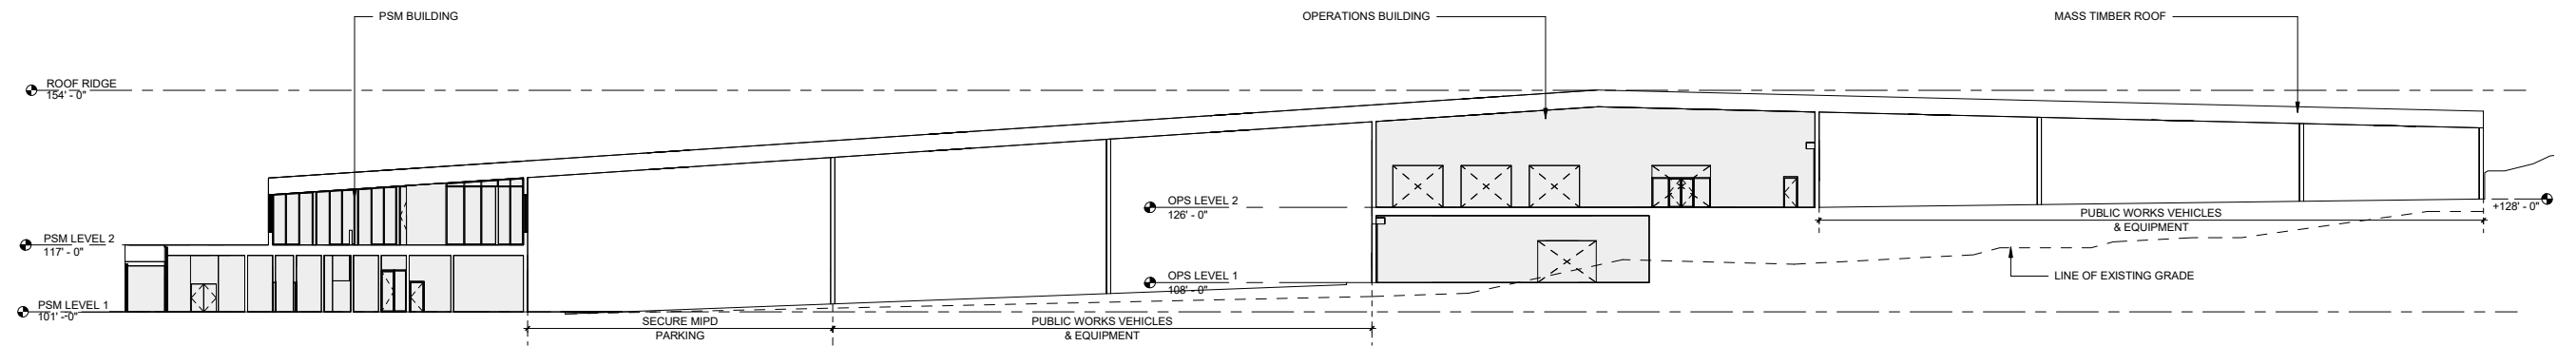 PSM BUILDING
OPERATIONS BUILDING
MASS TIMBER ROOF
ROOF RIDGE
154' - 0"
OPS LEVEL 2
126' - 0"
+128' - 0"
PUBLIC WORKS VEHICLES
& EQUIPMENT
PSM LEVEL 2
117' - 0"
OPS LEVEL 1
108' - 0"
LINE OF EXISTING GRADE
PSM LEVEL 1
101' - 0"
SECURE MIPD
PARKING
PUBLIC WORKS VEHICLES
& EQUIPMENT